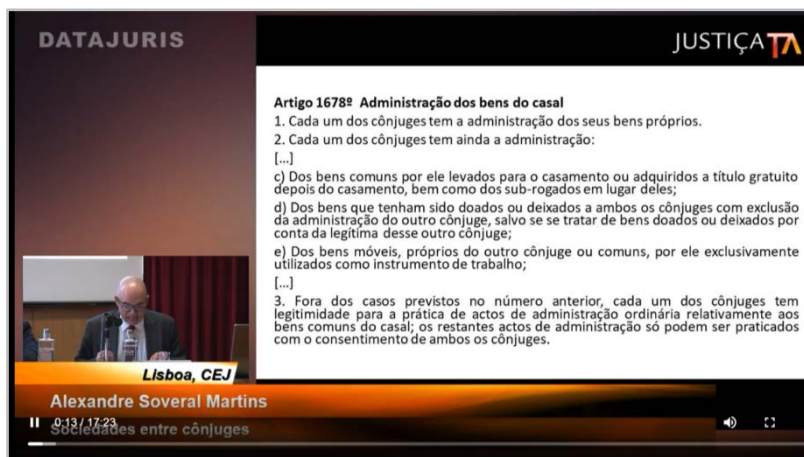 DATAJURIS
JUSTIÇA TA
Artigo 1678º Administração dos bens do casal
1. Cada um dos cônjuges tem a administração dos seus bens próprios.
2. Cada um dos cônjuges tem ainda a administração:
[...]
c) Dos bens comuns por ele levados para o casamento ou adquiridos a título gratuito
depois do casamento, bem como dos sub-rogados em lugar deles;
d) Dos bens que tenham sido doados ou deixados a ambos os cônjuges com exclusão
da administração do outro cônjuge, salvo se se tratar de bens doados ou deixados por
conta da legítima desse outro cônjuge;
e) Dos bens móveis, próprios do outro cônjuge ou comuns, por ele exclusivamente
utilizados como instrumento de trabalho;
[...]
3. Fora dos casos previstos no número anterior, cada um dos cônjuges tem
legitimidade para a prática de actos de administração ordinária relativamente aos
bens comuns do casal; os restantes actos de administração só podem ser praticados
com o consentimento de ambos os cônjuges.
Lisboa, CEJ
Alexandre Soveral Martins
0:13 / 17:23
Sociedades entre cônjuges